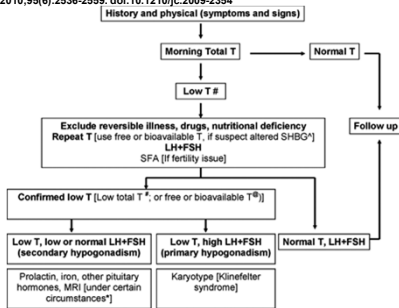 2010;95(6):2536-2559. doi:10.1210/jc.2009-2354
History and physical (symptoms and signs)
Morning Total T
Normal T
Low T #
Exclude reversible illness, drugs, nutritional deficiency
Repeat T [use free or bioavailable T, if suspect altered SHBG^]
LH+FSH
SFA [If fertility issue]
Follow up
Confirmed low T [Low total T #; or free or bioavailable T@)]
Low T, low or normal LH+FSH
(secondary hypogonadism)
Low T, high LH+FSH
(primary hypogonadism)
Normal T, LH+FSH
Prolactin, iron, other pituitary
hormones, MRI [under certain
circumstances*]
Karyotype [Klinefelter
syndrome]